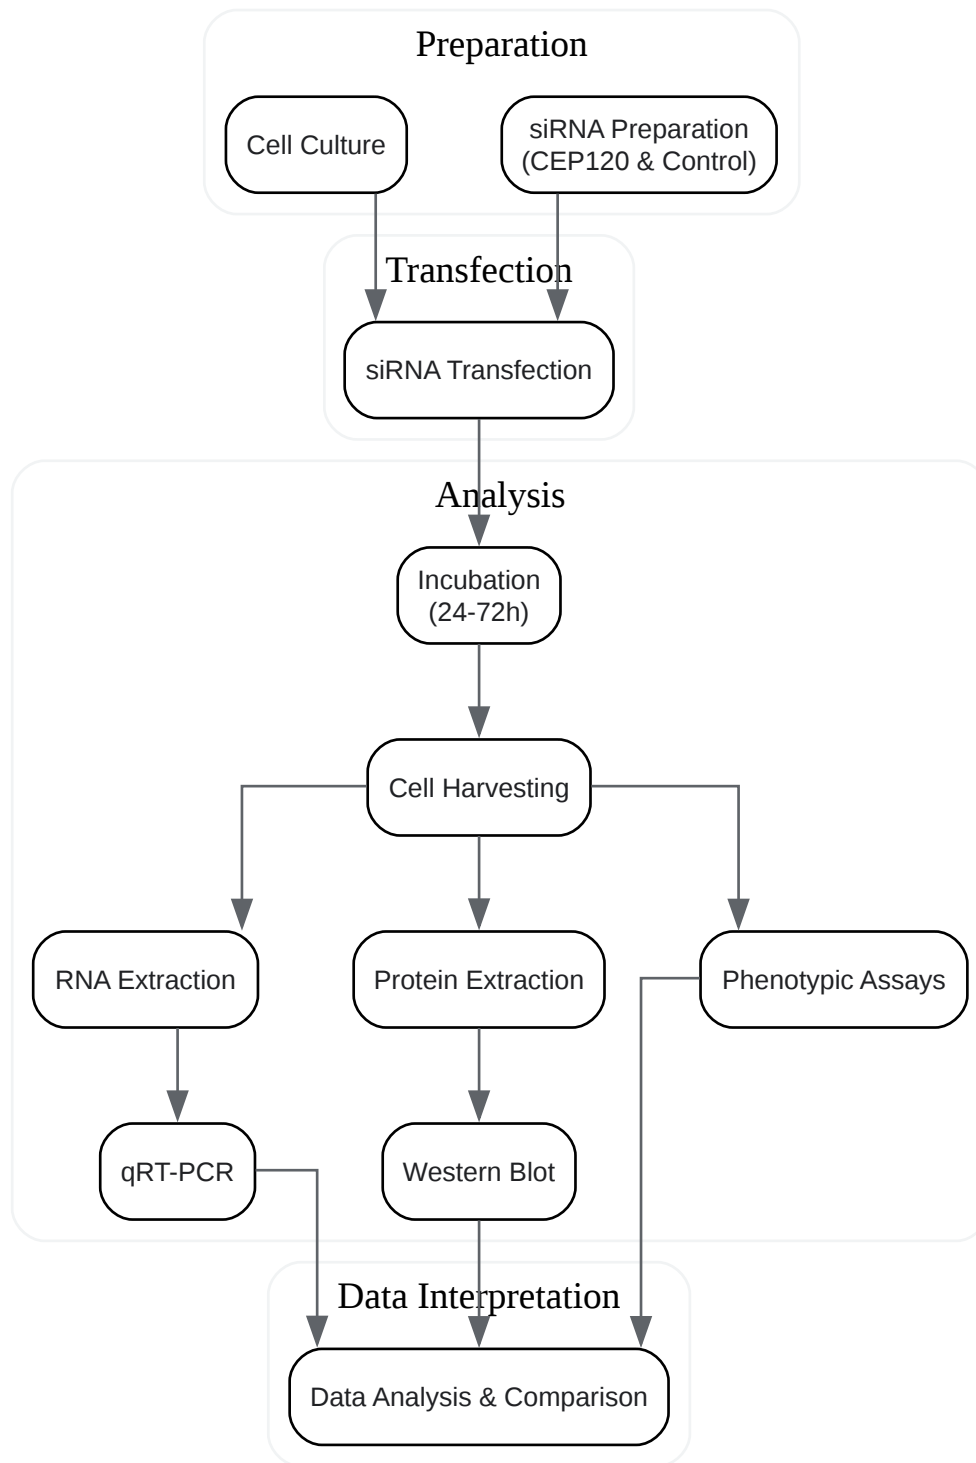 Preparation
Cell Culture
siRNA Preparation
(CEP120 & Control)
Transfection
siRNA Transfection
Analysis
Incubation
(24-72h)
Cell Harvesting
RNA Extraction
Protein Extraction
Phenotypic Assays
qRT-PCR
Western Blot
Data Interpretation
Data Analysis & Comparison